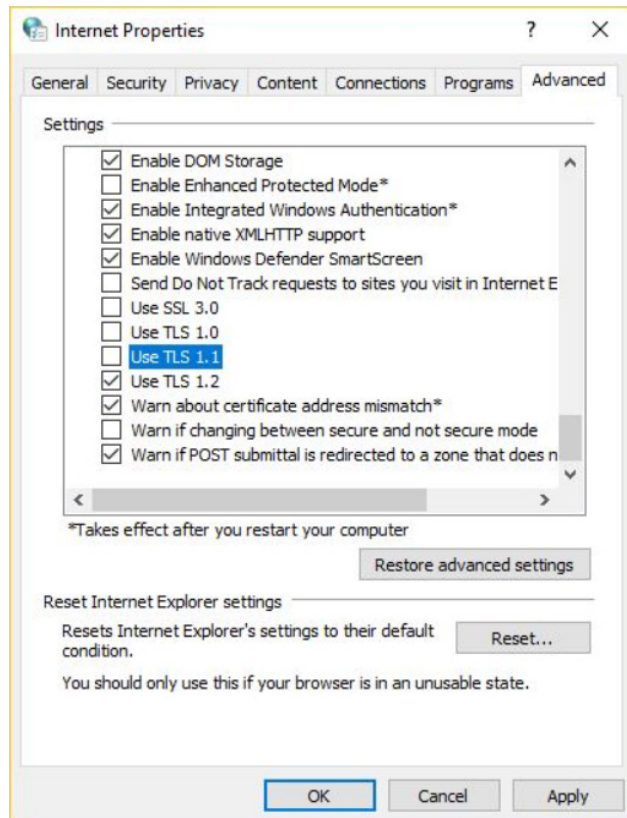 Internet Properties
?
General Security Privacy Content Connections Programs Advanced
Settings
Enable DOM Storage
Enable Enhanced Protected Mode*
Enable Integrated Windows Authentication*
Enable native XMLHTTP support
Enable Windows Defender SmartScreen
Send Do Not Track requests to sites you visit in Internet E
Use SSL 3.0
Use TLS 1.0
Use TLS 1.1
Use TLS 1.2
Warn about certificate address mismatch*
Warn if changing between secure and not secure mode
Warn if POST submittal is redirected to a zone that does n
*Takes effect after you restart your computer
Restore advanced settings
Reset Internet Explorer settings
Resets Internet Explorer's settings to their default
condition.
Reset...
You should only use this if your browser is in an unusable state.
OK Cancel Apply